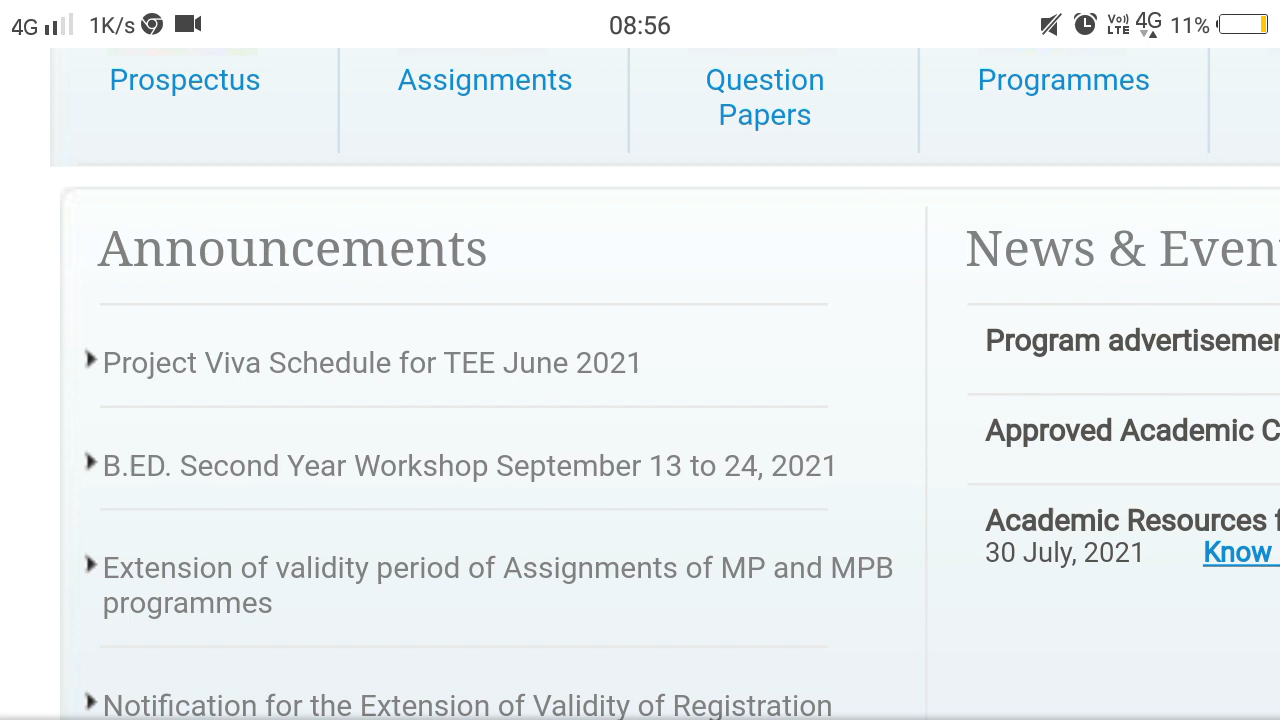 4G 1K/s 08:56 Vo)) LTE 4G 11%
Prospectus Assignments Question Papers Programmes
Announcements
Project Viva Schedule for TEE June 2021
B.ED. Second Year Workshop September 13 to 24, 2021
Extension of validity period of Assignments of MP and MPB
programmes
Notification for the Extension of Validity of Registration
News & Even
Program advertisemen
Approved Academic C
Academic Resources f
30 July, 2021 Know